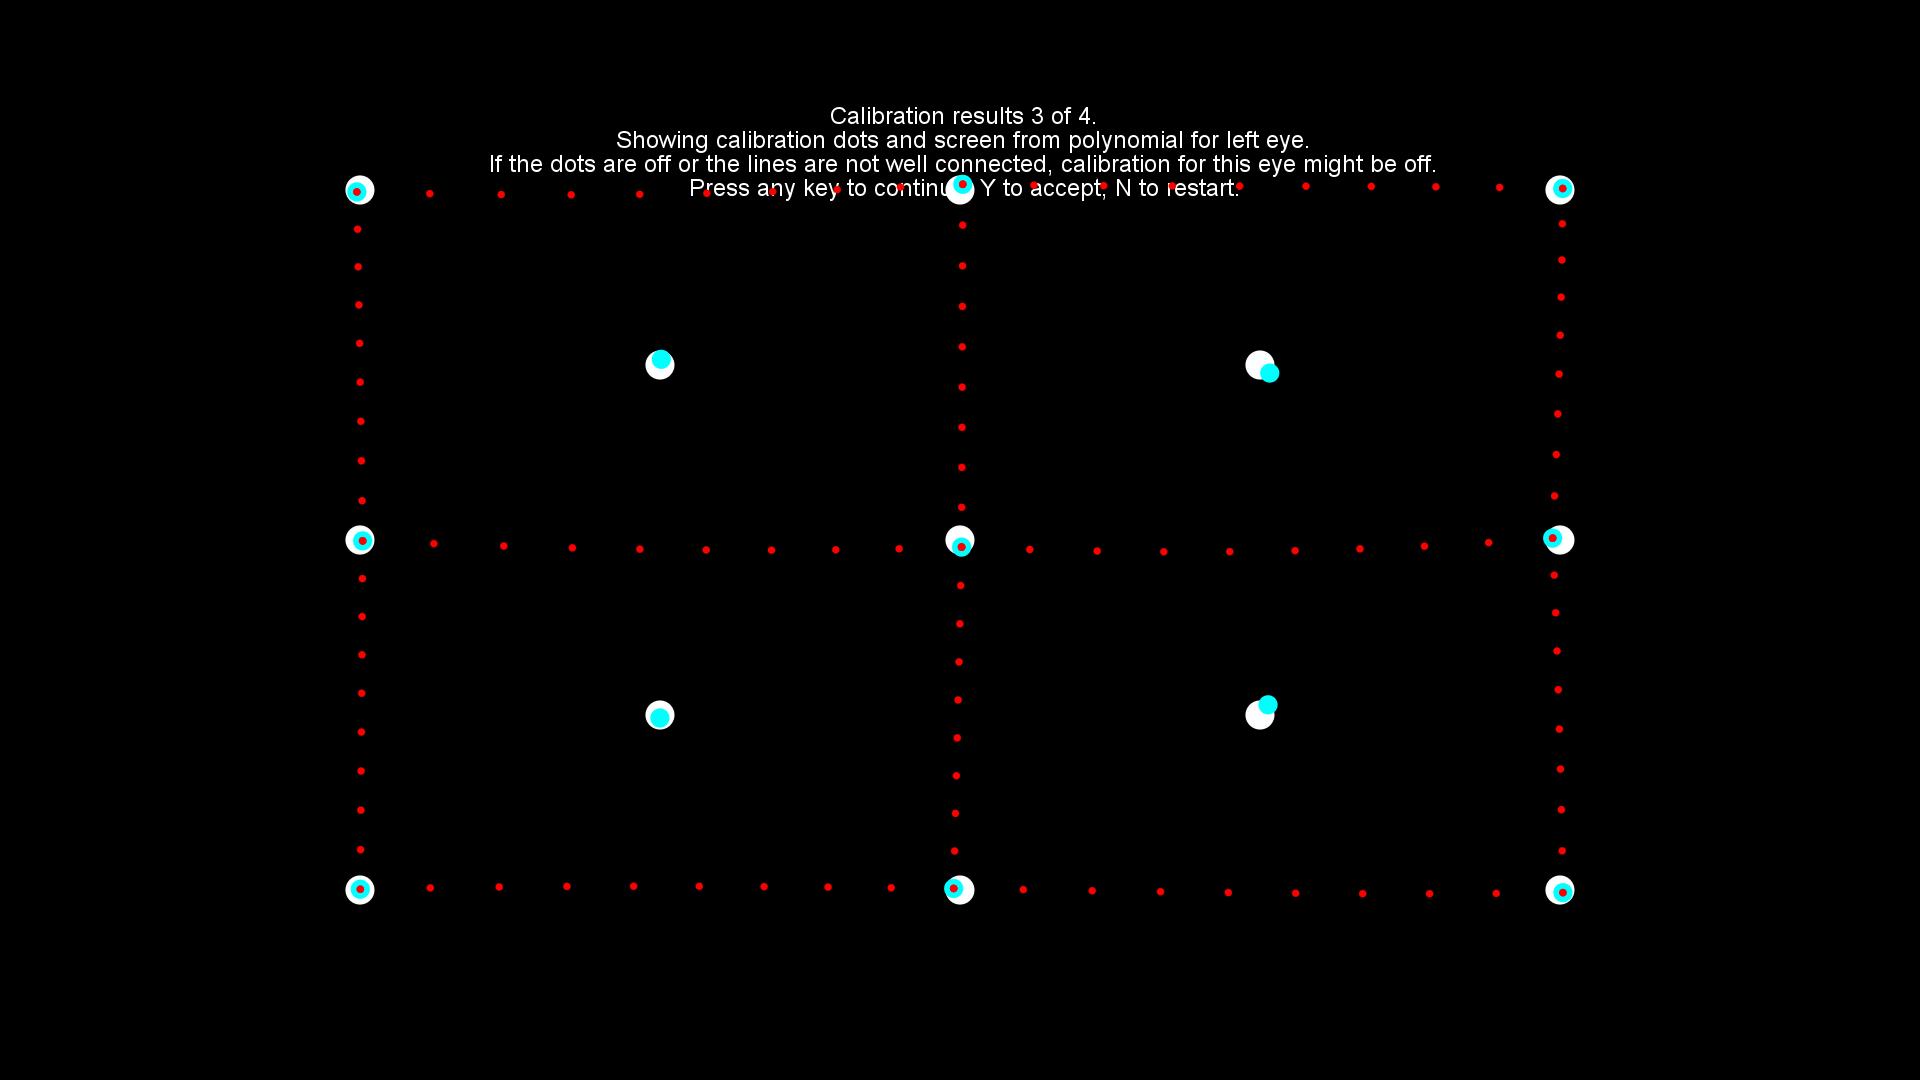 Calibration results 3 of 4.
Showing calibration dots and screen from polynomial for left eye.
If the dots are off or the lines are not well connected, calibration for this eye might be off.
Press any key to continue, Y to accept, N to restart.